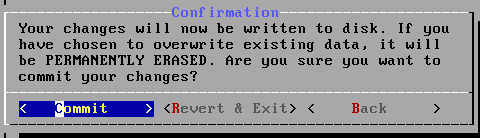 Confirmation
Your changes will now be written to disk. If you
have chosen to overwrite existing data, it will
be PERMANENTLY ERASED. Are you sure you want to
commit your changes?
< Commit > <Revert & Exit> < Back >